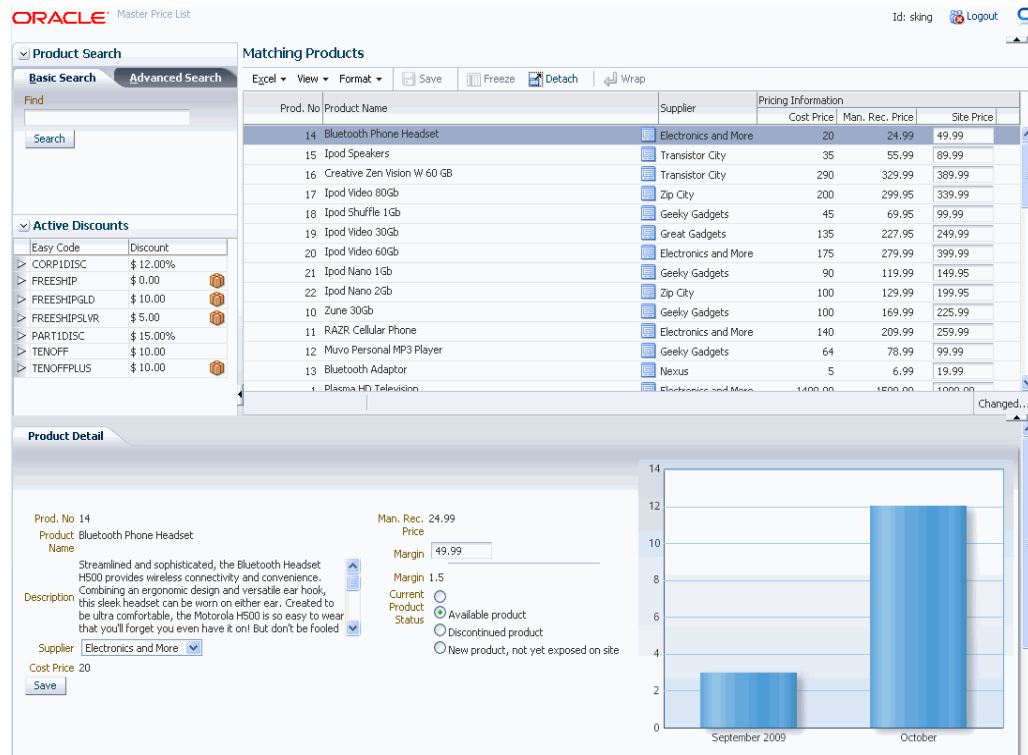 ORACLE Master Price List
Id: sking Logout
Product Search
Basic Search Advanced Search
Find
Search
Active Discounts
Easy Code Discount
CORP1DISC $ 12.00%
FREESHIP $ 0.00
FREESHIPGLD $ 10.00
FREESHIPSLVR $ 5.00
PART1DISC $ 15.00%
TENOFF $ 10.00
TENOFFPLUS $ 10.00
Matching Products
Excel View Format Save Freeze Detach Wrap
Pricing Information
Prod. No Product Name Supplier Cost Price Man. Rec. Price Site Price
14 Bluetooth Phone Headset Electronics and More 20 24.99 49.99
15 Ipod Speakers Transistor City 35 55.99 89.99
16 Creative Zen Vision W 60 GB Transistor City 290 329.99 389.99
17 Ipod Video 80Gb Zip City 200 299.95 339.99
18 Ipod Shuffle 1Gb Geeky Gadgets 45 69.95 99.99
19 Ipod Video 30Gb Great Gadgets 135 227.95 249.99
20 Ipod Video 60Gb Electronics and More 175 279.99 399.99
21 Ipod Nano 1Gb Geeky Gadgets 90 119.99 149.95
22 Ipod Nano 2Gb Zip City 100 129.99 199.95
10 Zune 30Gb Geeky Gadgets 100 169.99 225.99
11 RAZR Cellular Phone Electronics and More 140 209.99 259.99
12 Muvo Personal MP3 Player Geeky Gadgets 64 78.99 99.99
13 Bluetooth Adaptor Nexus 5 6.99 19.99
1 Plasma HD Television Electronics and More
Changed...
Product Detail
Prod. No 14
Product Name Bluetooth Phone Headset
Description Streamlined and sophisticated, the Bluetooth Headset
H500 provides wireless connectivity and convenience.
Combining an ergonomic design and versatile ear hook,
this sleek headset can be worn on either ear. Created to
be ultra comfortable, the Motorola H500 is so easy to wear
that you'll forget you even have it on! But don't be fooled
Supplier Electronics and More
Cost Price 20
Save
Man. Rec. Price 24.99
Margin 49.99
Margin 1.5
Current Product Status
Available product
Discontinued product
New product, not yet exposed on site
14
12
10
8
6
4
2
0
September 2009 October